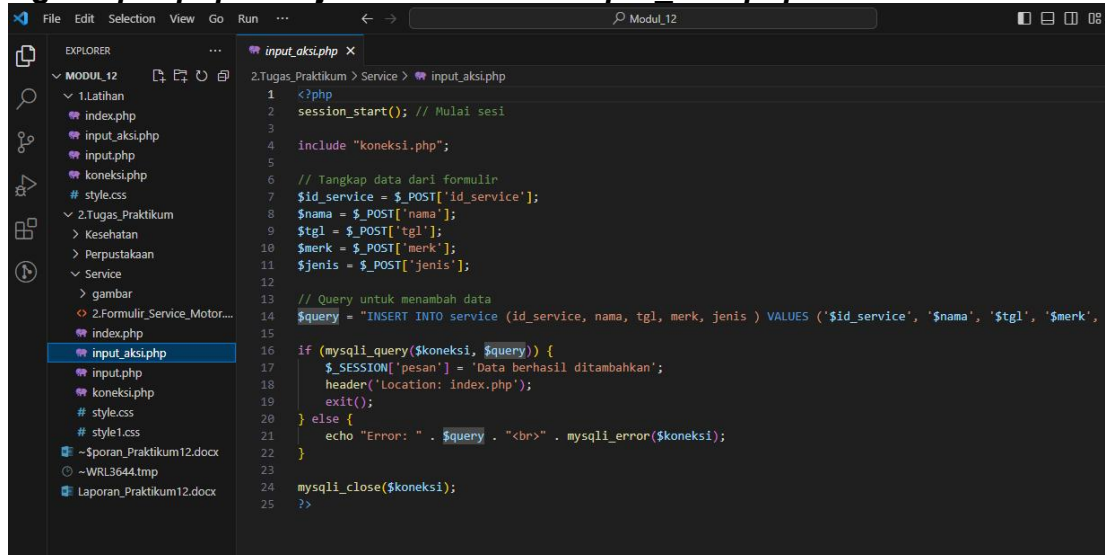 File Edit Selection View Go Run ... Modul_12
EXPLORER ...
MODUL_12
1.Latihan
index.php
input_aksi.php
input.php
koneksi.php
# style.css
2.Tugas_Praktikum
Kesehatan
Perpustakaan
Service
gambar
2.Formulir_Service_Motor....
index.php
input_aksi.php
input.php
koneksi.php
# style.css
# style1.css
~$poran_Praktikum12.docx
~WRL3644.tmp
Laporan_Praktikum12.docx
input_aksi.php ×
2.Tugas_Praktikum > Service > input_aksi.php
1 <?php
2 session_start(); // Mulai sesi
3
4 include "koneksi.php";
5
6 // Tangkap data dari formulir
7 $id_service = $_POST['id_service'];
8 $nama = $_POST['nama'];
9 $tgl = $_POST['tgl'];
10 $merk = $_POST['merk'];
11 $jenis = $_POST['jenis'];
12
13 // Query untuk menambah data
14 $query = "INSERT INTO service (id_service, nama, tgl, merk, jenis ) VALUES ('$id_service', '$nama', '$tgl', '$merk',
15
16 if (mysqli_query($koneksi, $query)) {
17 $_SESSION['pesan'] = 'Data berhasil ditambahkan';
18 header('Location: index.php');
19 exit();
20 } else {
21 echo "Error: " . $query . "<br>" . mysqli_error($koneksi);
22 }
23
24 mysqli_close($koneksi);
25 ?>